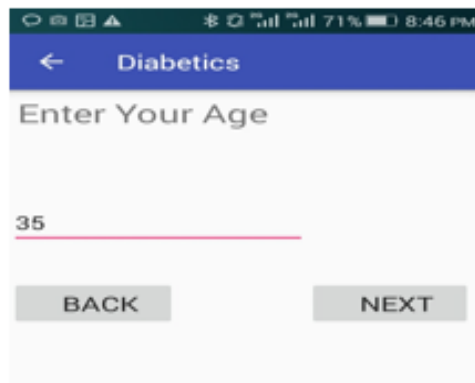 71% 8:46 PM
Diabetics
Enter Your Age
35
BACK NEXT